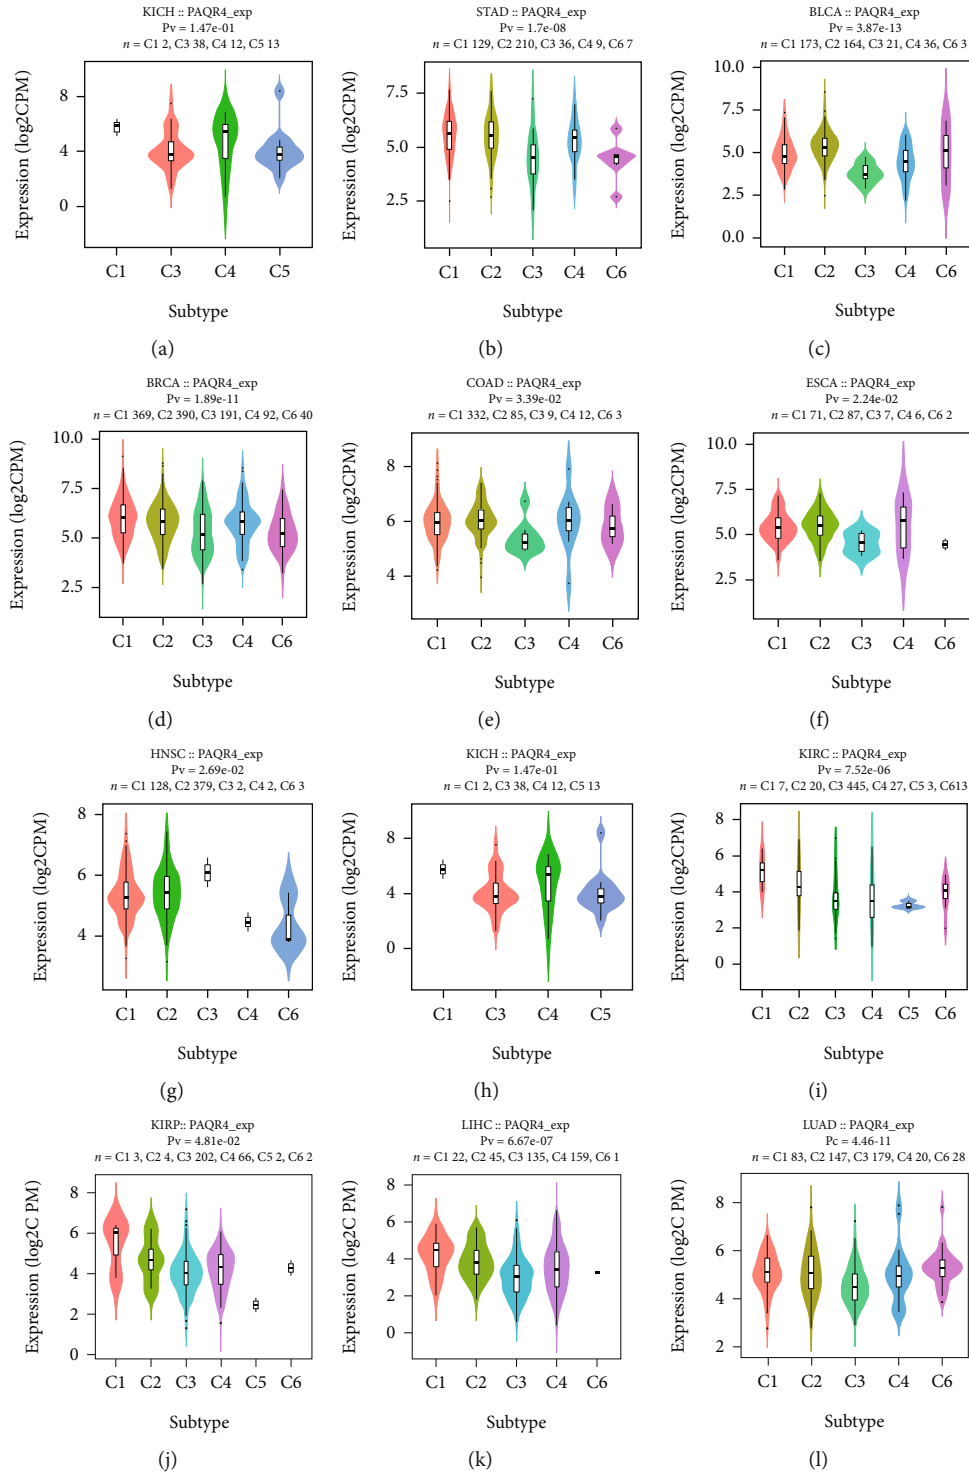 KICH :: PAQR4_exp
Pv = 1.47e-01
n = C1 2, C3 38, C4 12, C5 13
Expression (log2CPM)
8
4
0
C1 C3 C4 C5
Subtype
(a)
STAD :: PAQR4_exp
Pv = 1.7e-08
n = C1 129, C2 210, C3 36, C4 9, C6 7
Expression (log2CPM)
7.5
5.0
2.5
C1 C2 C3 C4 C6
Subtype
(b)
BLCA :: PAQR4_exp
Pv = 3.87e-13
n = C1 173, C2 164, C3 21, C4 36, C6 3
Expression (log2CPM)
10.0
7.5
5.0
2.5
0.0
C1 C2 C3 C4 C6
Subtype
(c)
BRCA :: PAQR4_exp
Pv = 1.89e-11
n = C1 369, C2 390, C3 191, C4 92, C6 40
Expression (log2CPM)
10.0
7.5
5.0
2.5
C1 C2 C3 C4 C6
Subtype
(d)
COAD :: PAQR4_exp
Pv = 3.39e-02
n = C1 332, C2 85, C3 9, C4 12, C6 3
Expression (log2CPM)
8
6
4
C1 C2 C3 C4 C6
Subtype
(e)
ESCA :: PAQR4_exp
Pv = 2.24e-02
n = C1 71, C2 87, C3 7, C4 6, C6 2
Expression (log2CPM)
10.0
7.5
5.0
2.5
C1 C2 C3 C4 C6
Subtype
(f)
HNSC :: PAQR4_exp
Pv = 2.69e-02
n = C1 128, C2 379, C3 2, C4 2, C6 3
Expression (log2CPM)
8
6
4
C1 C2 C3 C4 C6
Subtype
(g)
KICH :: PAQR4_exp
Pv = 1.47e-01
n = C1 2, C3 38, C4 12, C5 13
Expression (log2CPM)
8
4
0
C1 C3 C4 C5
Subtype
(h)
KIRC :: PAQR4_exp
Pv = 7.52e-06
n = C1 7, C2 20, C3 445, C4 27, C5 3, C613
Expression (log2CPM)
8
6
4
2
0
C1 C2 C3 C4 C5 C6
Subtype
(i)
KIRP:: PAQR4_exp
Pv = 4.81e-02
n = C1 3, C2 4, C3 202, C4 66, C5 2, C6 2
Expression (log2C PM)
8
6
4
2
0
C1 C2 C3 C4 C5 C6
Subtype
(j)
LIHC :: PAQR4_exp
Pv = 6.67e-07
n = C1 22, C2 45, C3 135, C4 159, C6 1
Expression (log2C PM)
6
4
2
0
C1 C2 C3 C4 C6
Subtype
(k)
LUAD :: PAQR4_exp
Pc = 4.46-11
n = C1 83, C2 147, C3 179, C4 20, C6 28
Expression (log2C PM)
8
6
4
2
C1 C2 C3 C4 C6
Subtype
(l)